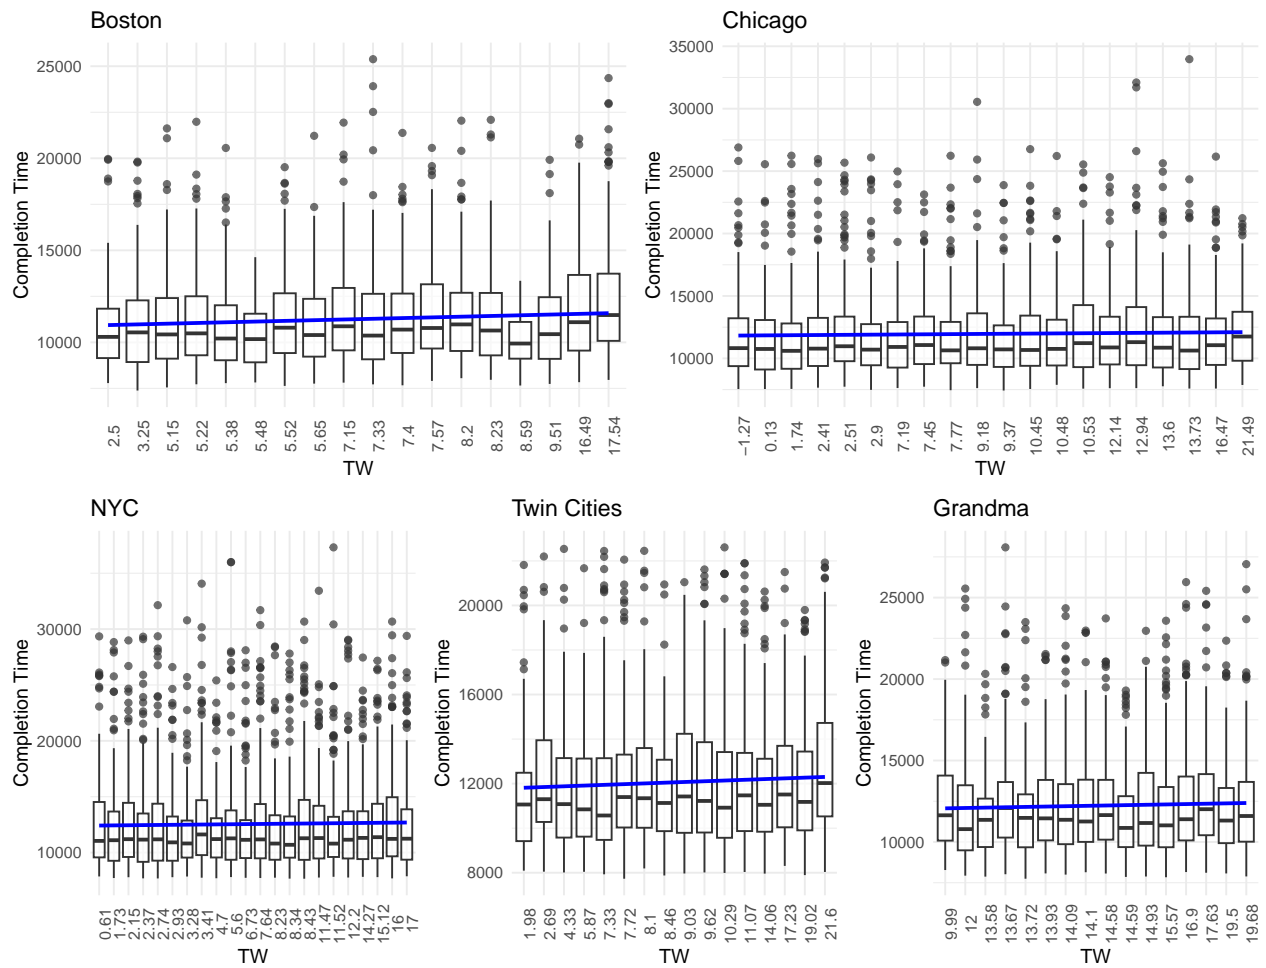 Boston
Completion Time
25000
20000
15000
10000
2.5 3.25 5.15 5.22 5.38 5.48 5.52 5.65 7.15 7.33 7.4 7.57 8.2 8.23 8.59 9.51 16.49 17.54
TW
Chicago
Completion Time
35000
30000
25000
20000
15000
10000
−1.27 0.13 1.74 2.41 2.51 2.9 7.19 7.45 7.77 9.18 9.37 10.45 10.48 10.53 12.14 12.94 13.6 13.73 16.47 21.49
TW
NYC
Completion Time
30000
20000
10000
0.61 1.73 2.15 2.37 2.74 2.93 3.28 3.41 4.7 5.6 6.73 7.64 8.23 8.34 8.43 11.47 11.52 12.2 14.27 15.12 16 17
TW
Twin Cities
Completion Time
20000
16000
12000
8000
1.98 2.69 4.33 5.87 7.33 7.72 8.1 8.46 9.03 9.62 10.29 11.07 14.06 17.23 19.02 21.6
TW
Grandma
Completion Time
25000
20000
15000
10000
9.99 12 13.58 13.67 13.72 13.93 14.09 14.1 14.58 14.59 14.93 15.57 16.9 17.63 19.5 19.68
TW